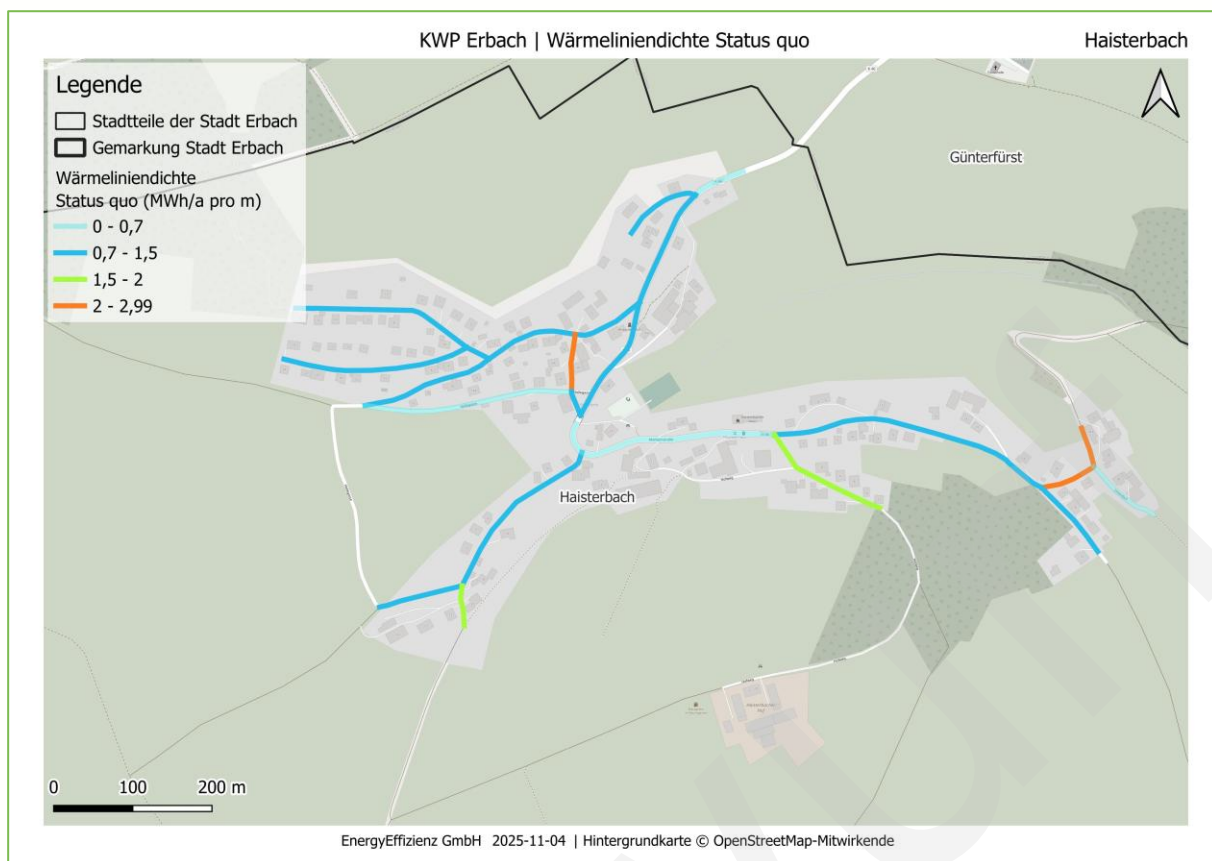 KWP Erbach | Wärmeliniendichte Status quo
Haisterbach
Legende
Stadtteile der Stadt Erbach
Gemarkung Stadt Erbach
Wärmeliniendichte
Status quo (MWh/a pro m)
0 - 0,7
0,7 - 1,5
1,5 - 2
2 - 2,99
Günterfürst
Haisterbach
0 100 200 m
EnergyEffizienz GmbH 2025-11-04 | Hintergrundkarte © OpenStreetMap-Mitwirkende